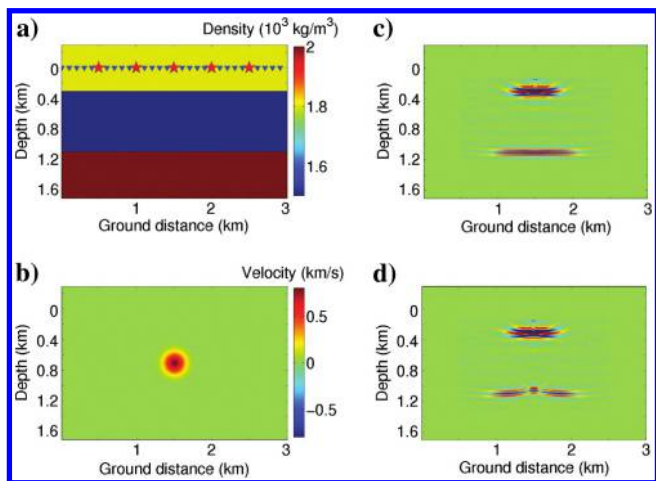 a) Density (10³ kg/m³)
Depth (km)
0
0.4
0.8
1.2
1.6
1 2 3
Ground distance (km)
2
1.8
1.6
c)
Depth (km)
0
0.4
0.8
1.2
1.6
1 2 3
Ground distance (km)
b) Velocity (km/s)
Depth (km)
0
0.4
0.8
1.2
1.6
1 2 3
Ground distance (km)
0.5
0
−0.5
d)
Depth (km)
0
0.4
0.8
1.2
1.6
1 2 3
Ground distance (km)